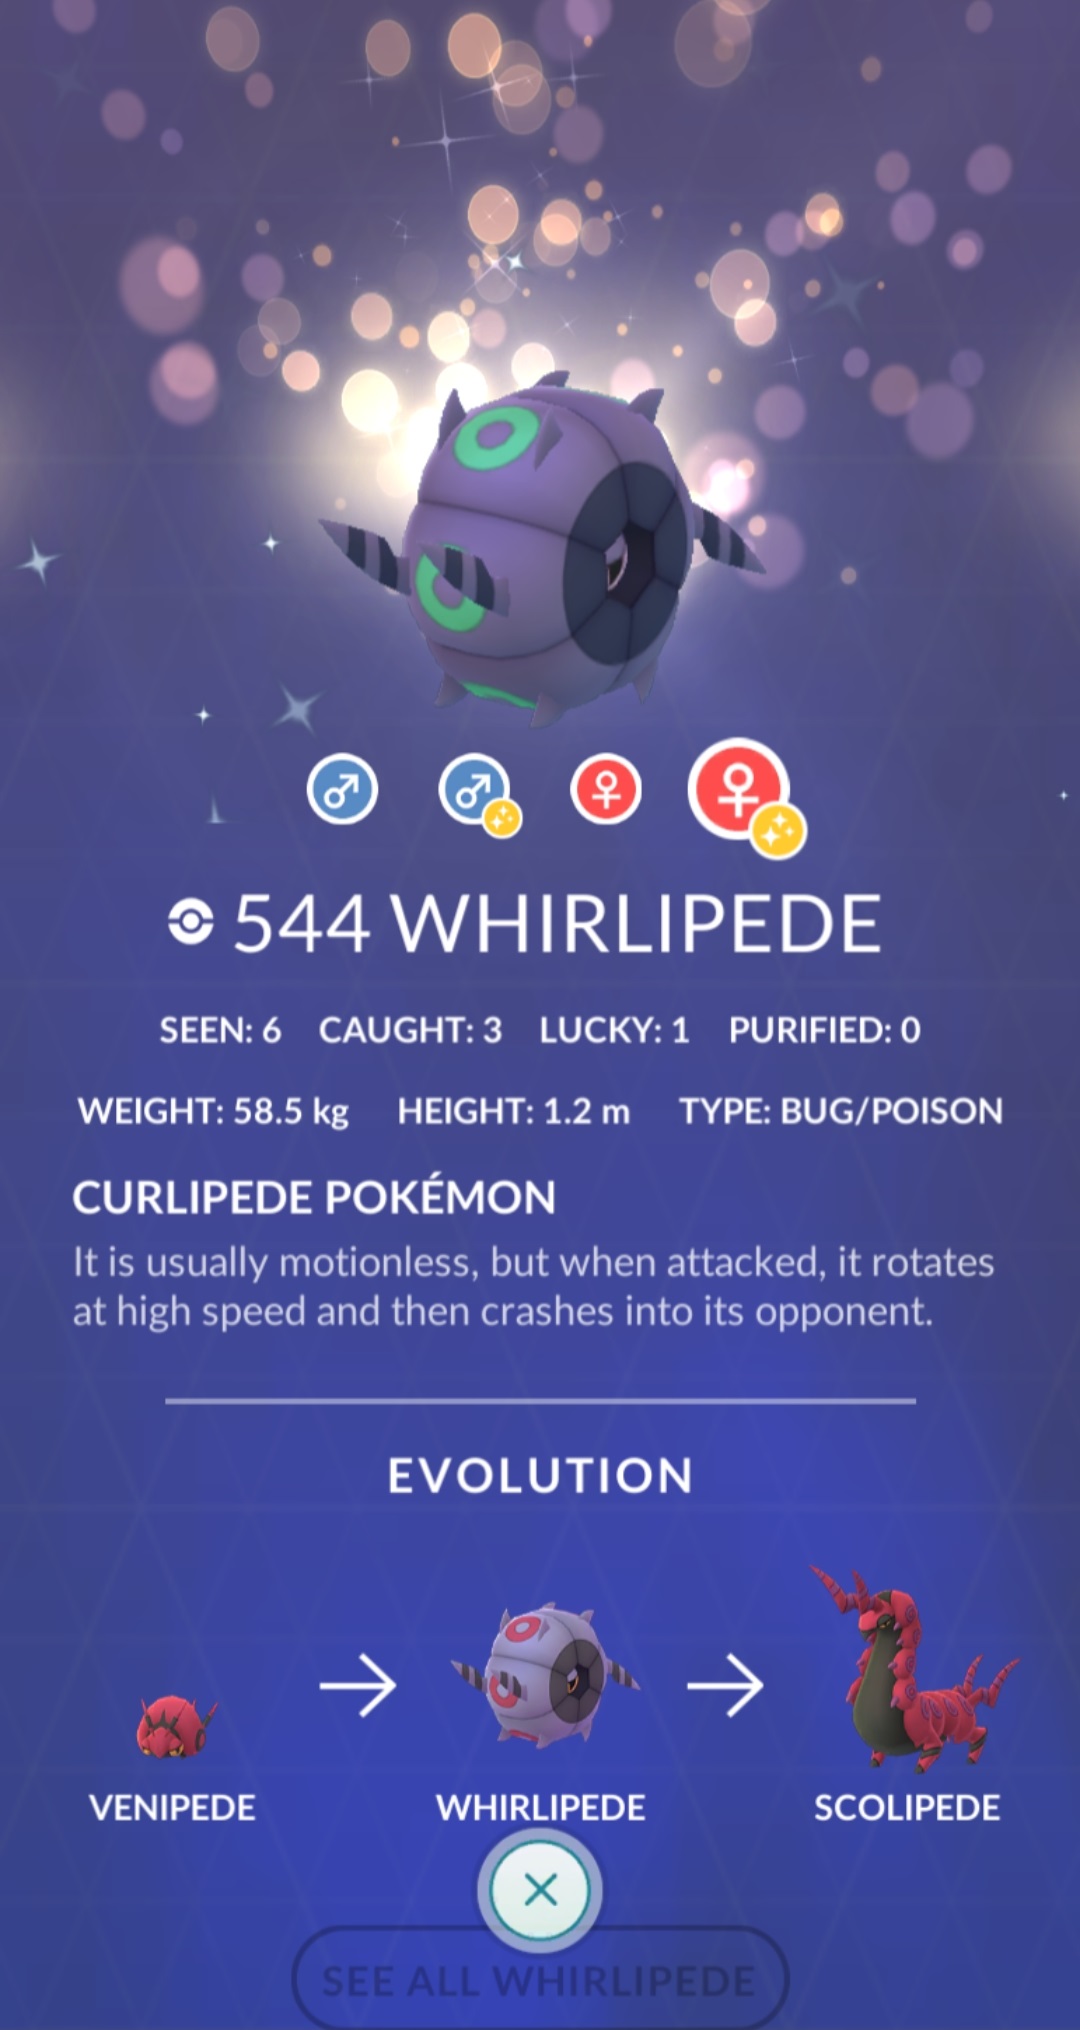 544 WHIRLIPEDE
SEEN: 6 CAUGHT: 3 LUCKY: 1 PURIFIED: 0
WEIGHT: 58.5 kg HEIGHT: 1.2 m TYPE: BUG/POISON
CURLIPEDE POKÉMON
It is usually motionless, but when attacked, it rotates
at high speed and then crashes into its opponent.
EVOLUTION
VENIPEDE WHIRLIPEDE SCOLIPEDE
SEE ALL WHIRLIPEDE